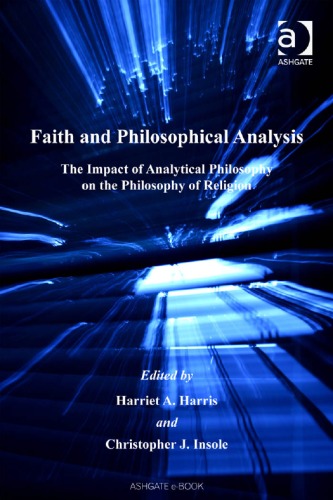 a
ASHGATE
Faith and Philosophical Analysis
The Impact of Analytical Philosophy
on the Philosophy of Religion
Edited by
Harriet A. Harris
and
Christopher J. Insole
ASHGATE e-BOOK